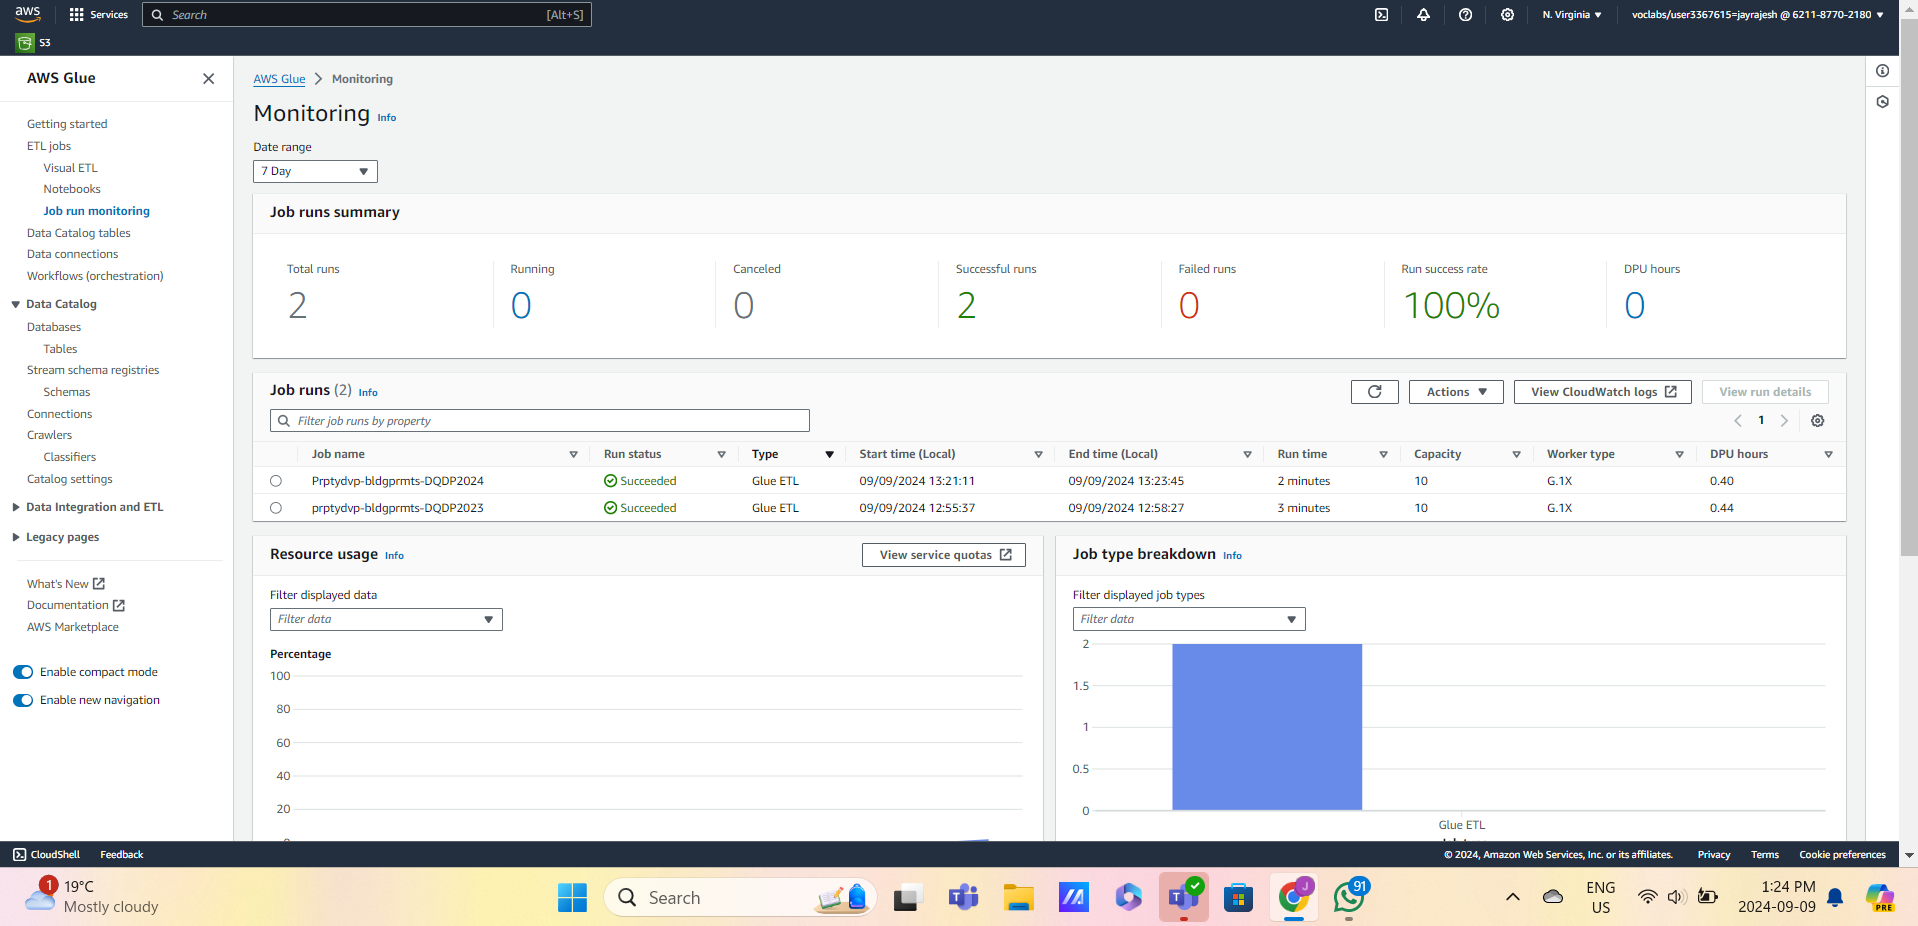 aws
Services
Search
[Alt+S]
N. Virginia
voclabs/user3367615=jayrajesh @ 6211-8770-2180
S3
AWS Glue
Getting started
ETL jobs
Visual ETL
Notebooks
Job run monitoring
Data Catalog tables
Data connections
Workflows (orchestration)
Data Catalog
Databases
Tables
Stream schema registries
Schemas
Connections
Crawlers
Classifiers
Catalog settings
Data Integration and ETL
Legacy pages
What's New
Documentation
AWS Marketplace
Enable compact mode
Enable new navigation
AWS Glue > Monitoring
Monitoring Info
Date range
7 Day
Job runs summary
Total runs Running Canceled Successful runs Failed runs Run success rate DPU hours
2 0 0 2 0 100% 0
Job runs (2) Info
Actions View CloudWatch logs View run details
Filter job runs by property
1
Job name Run status Type Start time (Local) End time (Local) Run time Capacity Worker type DPU hours
Prptydvp-bldgprmts-DQDP2024 Succeeded Glue ETL 09/09/2024 13:21:11 09/09/2024 13:23:45 2 minutes 10 G.1X 0.40
prptydvp-bldgprmts-DQDP2023 Succeeded Glue ETL 09/09/2024 12:55:37 09/09/2024 12:58:27 3 minutes 10 G.1X 0.44
Resource usage Info
View service quotas
Filter displayed data
Filter data
Percentage
100
80
60
40
20
Job type breakdown Info
Filter displayed job types
Filter data
2
1.5
1
0.5
0
Glue ETL
CloudShell Feedback
© 2024, Amazon Web Services, Inc. or its affiliates. Privacy Terms Cookie preferences
1
19°C
Mostly cloudy
Search
J
91
PRE
ENG
US
1:24 PM
2024-09-09